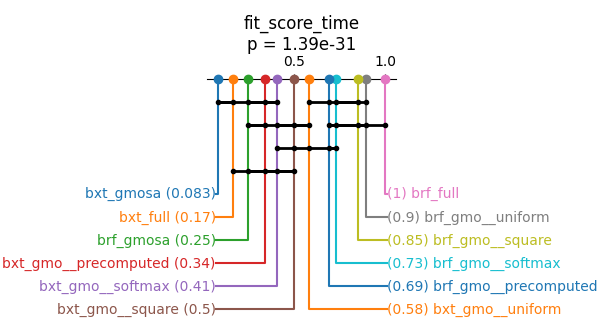 fit_score_time
p = 1.39e-31
0.5 1.0
bxt_gmosa (0.083) (1) brf_full
bxt_full (0.17) (0.9) brf_gmo__uniform
brf_gmosa (0.25) (0.85) brf_gmo__square
bxt_gmo__precomputed (0.34) (0.73) brf_gmo__softmax
bxt_gmo__softmax (0.41) (0.69) brf_gmo__precomputed
bxt_gmo__square (0.5) (0.58) bxt_gmo__uniform